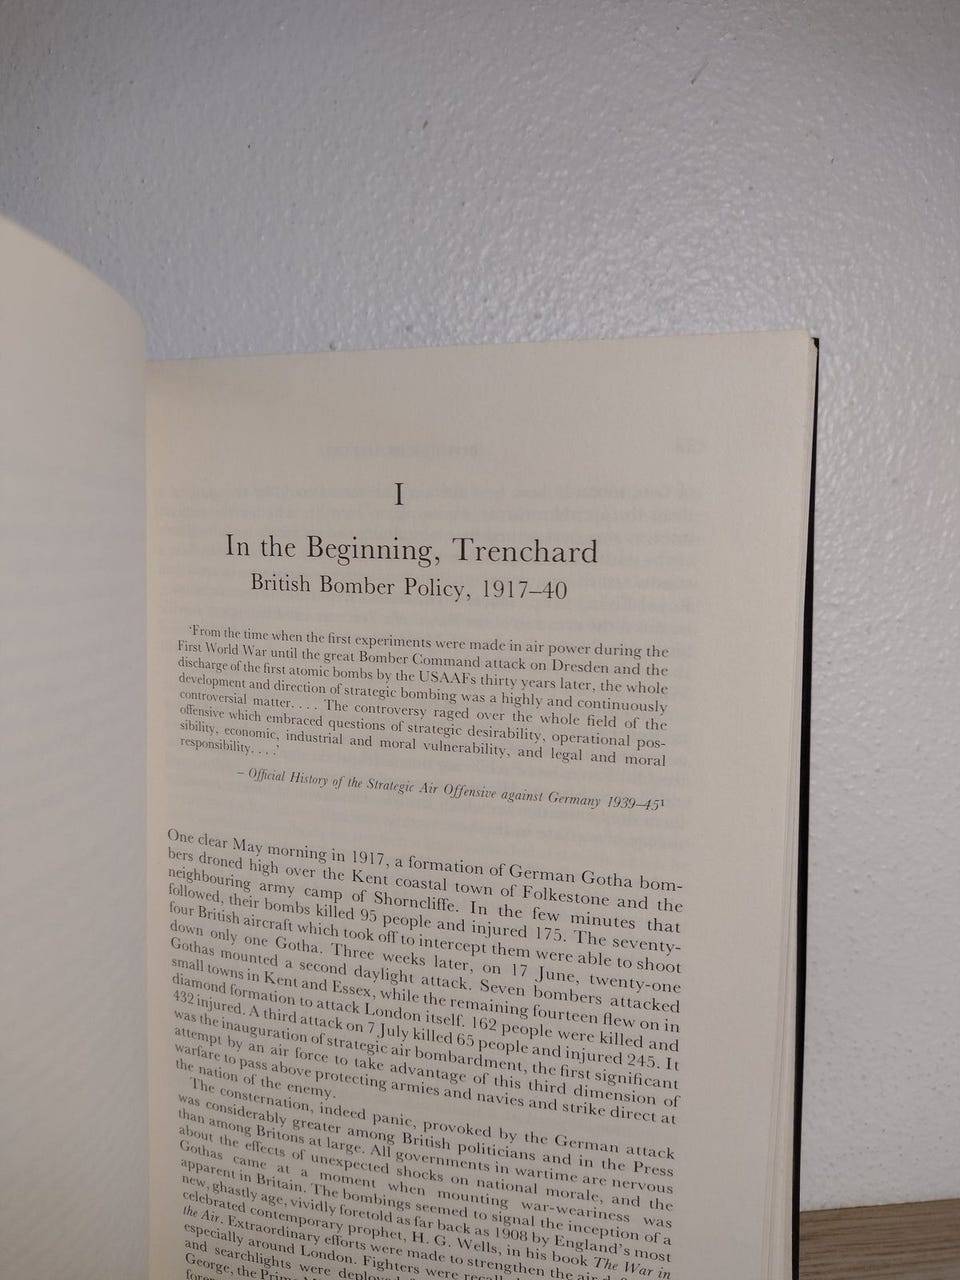 I
In the Beginning, Trenchard
British Bomber Policy, 1917–40
‘From the time when the first experiments were made in air power during the
First World War until the great Bomber Command attack on Dresden and the
discharge of the first atomic bombs by the USAAFs thirty years later, the whole
development and direction of strategic bombing was a highly and continuously
controversial matter. . . . The controversy raged over the whole field of the
offensive which embraced questions of strategic desirability, operational pos-
sibility, economic, industrial and moral vulnerability, and legal and moral
responsibility. . . .’
– Official History of the Strategic Air Offensive against Germany 1939–45¹
One clear May morning in 1917, a formation of German Gotha bom-
bers droned high over the Kent coastal town of Folkestone and the
neighbouring army camp of Shorncliffe. In the few minutes that
followed, their bombs killed 95 people and injured 175. The seventy-
four British aircraft which took off to intercept them were able to shoot
down only one Gotha. Three weeks later, on 17 June, twenty-one
Gothas mounted a second daylight attack. Seven bombers attacked
small towns in Kent and Essex, while the remaining fourteen flew on in
diamond formation to attack London itself. 162 people were killed and
432 injured. A third attack on 7 July killed 65 people and injured 245. It
was the inauguration of strategic air bombardment, the first significant
attempt by an air force to take advantage of this third dimension of
warfare to pass above protecting armies and navies and strike direct at
the nation of the enemy.
The consternation, indeed panic, provoked by the German attack
was considerably greater among British politicians and in the Press
than among Britons at large. All governments in wartime are nervous
about the effects of unexpected shocks on national morale, and the
Gothas came at a moment when mounting war-weariness was
apparent in Britain. The bombings seemed to signal the inception of a
new, ghastly age, vividly foretold as far back as 1908 by England’s most
celebrated contemporary prophet, H. G. Wells, in his book The War in
the Air. Extraordinary efforts were made to strengthen the air
especially around London. Fighters were
and searchlights were
George, the